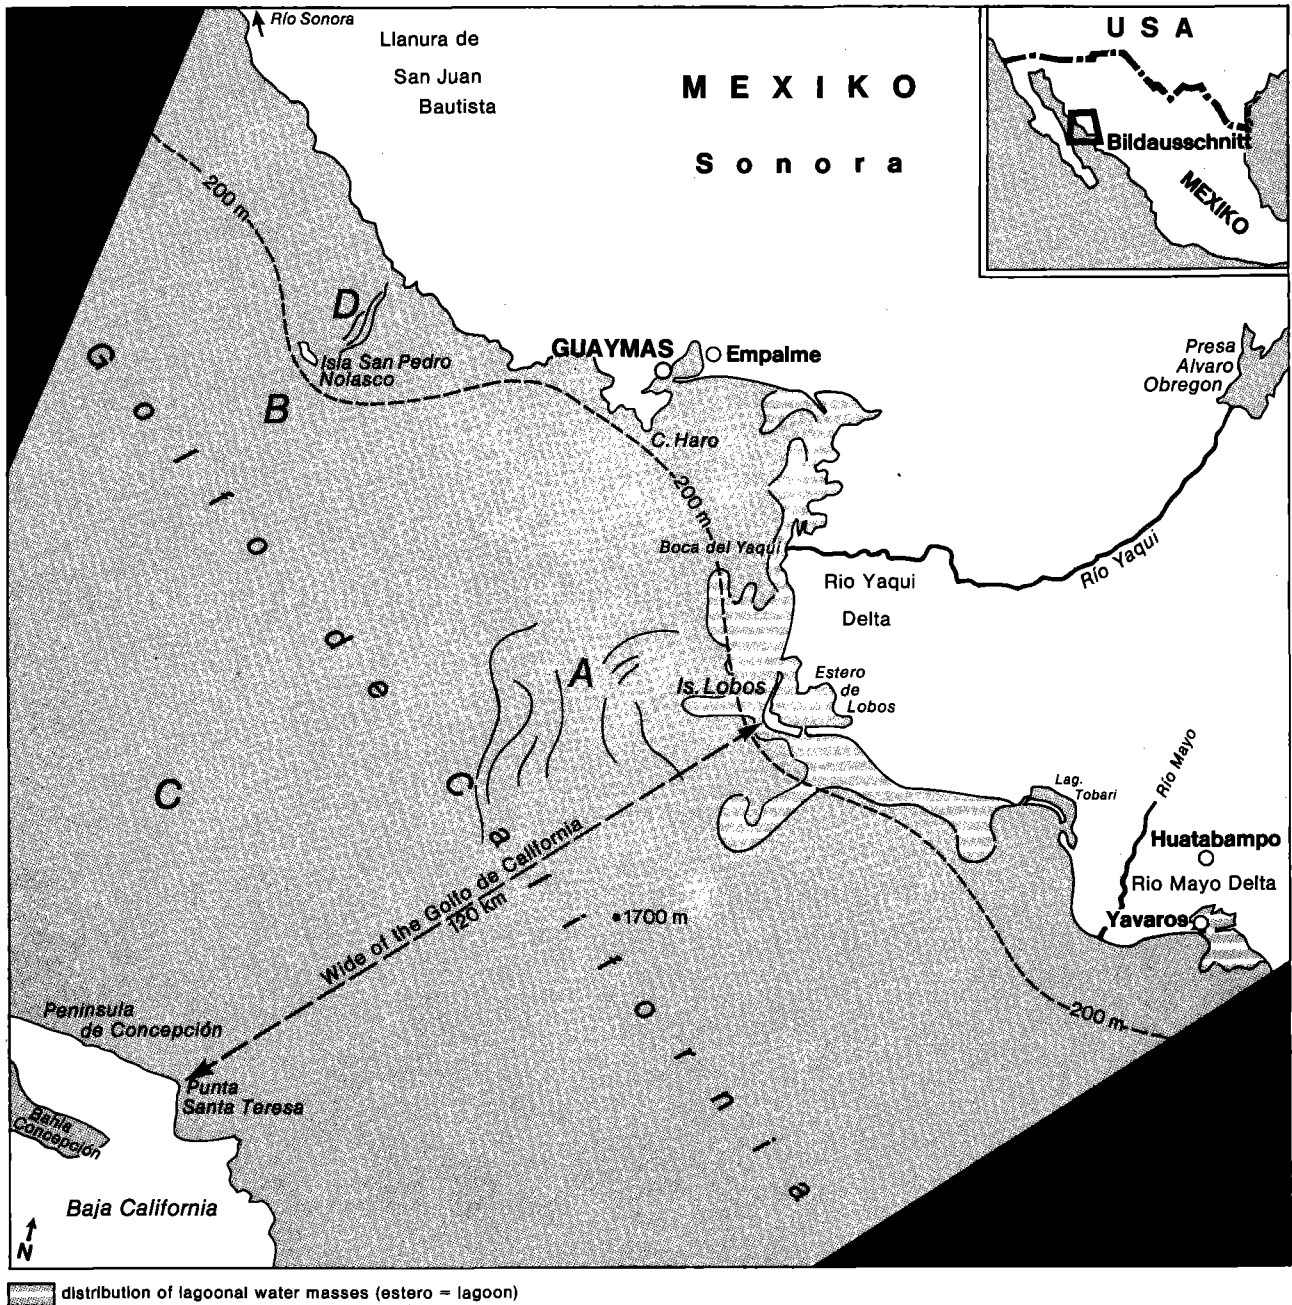 Río Sonora
Llanura de
San Juan
Bautista
MEXIKO
Sonora
USA
Bildausschnitt
MEXIKO
200 m
D
Isla San Pedro
Nolasco
B
GUAYMAS
Empalme
C. Haro
200 m
Presa
Alvaro
Obregon
Río Yaqui
Boca del Yaqui
Rio Yaqui
Delta
Golfo de California
A
Is. Lobos
Estero
de
Lobos
C
Lag.
Tobari
Río Mayo
Huatabampo
Rio Mayo Delta
Yavaros
Wide of the Golfo de California
120 km
1700 m
200 m
Peninsula
de Concepción
Punta
Santa Teresa
Bahia
Concepción
Baja California
N
distribution of lagoonal water masses (estero = lagoon)